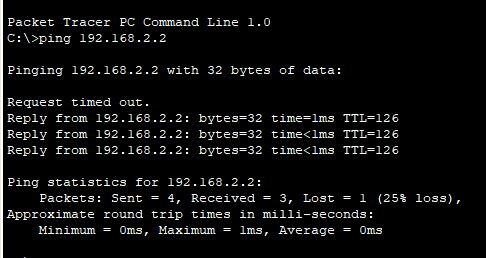 Packet Tracer PC Command Line 1.0
C:\>ping 192.168.2.2
Pinging 192.168.2.2 with 32 bytes of data:
Request timed out.
Reply from 192.168.2.2: bytes=32 time=1ms TTL=126
Reply from 192.168.2.2: bytes=32 time<1ms TTL=126
Reply from 192.168.2.2: bytes=32 time<1ms TTL=126
Ping statistics for 192.168.2.2:
Packets: Sent = 4, Received = 3, Lost = 1 (25% loss),
Approximate round trip times in milli-seconds:
Minimum = 0ms, Maximum = 1ms, Average = 0ms